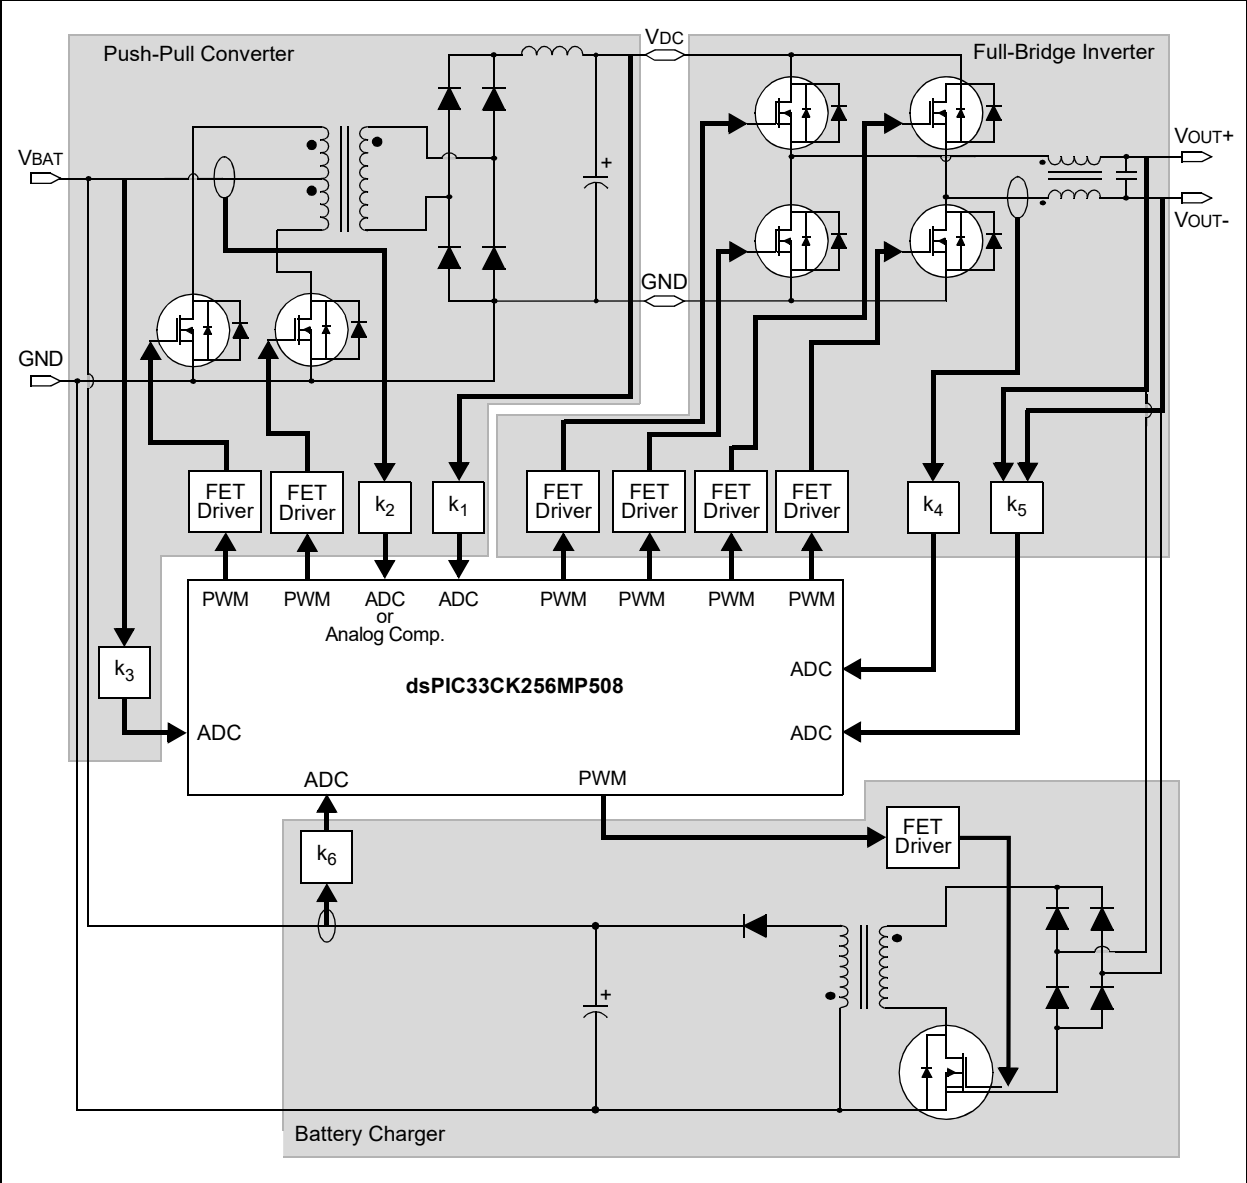 Push-Pull Converter
VDC
Full-Bridge Inverter
VBAT
+
VOUT+
VOUT-
GND
GND
FET
Driver
FET
Driver
k2
k1
FET
Driver
FET
Driver
FET
Driver
FET
Driver
k4
k5
PWM
PWM
ADC
or
Analog Comp.
ADC
PWM
PWM
PWM
PWM
k3
ADC
dsPIC33CK256MP508
ADC
ADC
ADC
PWM
k6
FET
Driver
+
Battery Charger